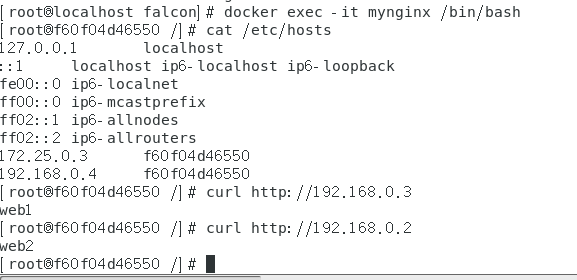 [root@localhost falcon]# docker exec -it mynginx /bin/bash
[root@f60f04d46550 /]# cat /etc/hosts
127.0.0.1 localhost
::1 localhost ip6-localhost ip6-loopback
fe00::0 ip6-localnet
ff00::0 ip6-mcastprefix
ff02::1 ip6-allnodes
ff02::2 ip6-allrouters
172.25.0.3 f60f04d46550
192.168.0.4 f60f04d46550
[root@f60f04d46550 /]# curl http://192.168.0.3
web1
[root@f60f04d46550 /]# curl http://192.168.0.2
web2
[root@f60f04d46550 /]#